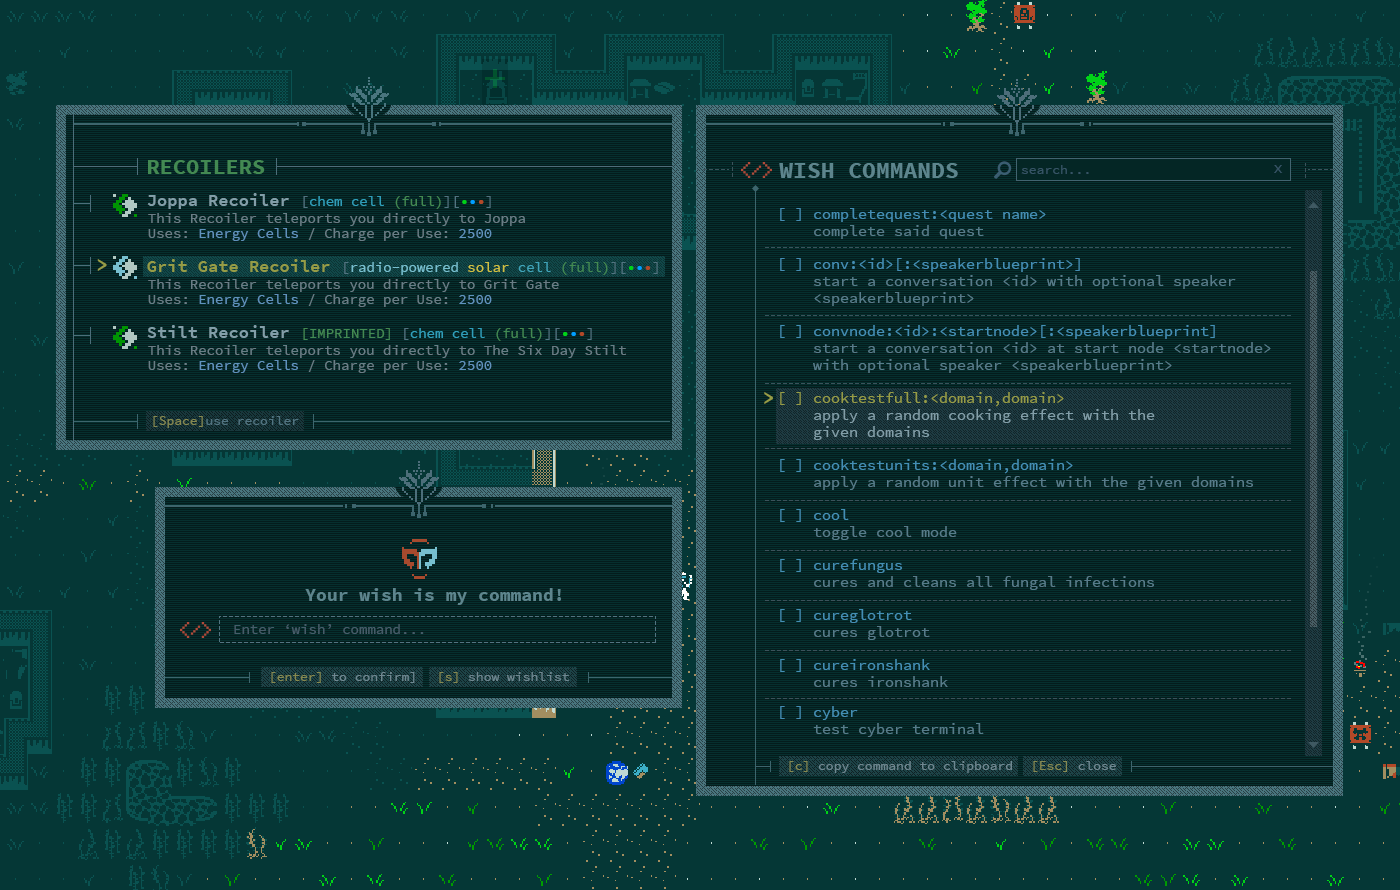 RECOILERS
Joppa Recoiler [chem cell (full)][•••]
This Recoiler teleports you directly to Joppa
Uses: Energy Cells / Charge per Use: 2500
> Grit Gate Recoiler [radio-powered solar cell (full)][•••]
This Recoiler teleports you directly to Grit Gate
Uses: Energy Cells / Charge per Use: 2500
Stilt Recoiler [IMPRINTED] [chem cell (full)][•••]
This Recoiler teleports you directly to The Six Day Stilt
Uses: Energy Cells / Charge per Use: 2500
[Space]use recoiler
Your wish is my command!
</> Enter ‘wish’ command...
[enter] to confirm] [s] show wishlist
</> WISH COMMANDS search... X
[ ] completequest:<quest name>
complete said quest
[ ] conv:<id>[:<speakerblueprint>]
start a conversation <id> with optional speaker
<speakerblueprint>
[ ] convnode:<id>:<startnode>[:<speakerblueprint]
start a conversation <id> at start node <startnode>
with optional speaker <speakerblueprint>
>[ ] cooktestfull:<domain,domain>
apply a random cooking effect with the
given domains
[ ] cooktestunits:<domain,domain>
apply a random unit effect with the given domains
[ ] cool
toggle cool mode
[ ] curefungus
cures and cleans all fungal infections
[ ] cureglotrot
cures glotrot
[ ] cureironshank
cures ironshank
[ ] cyber
test cyber terminal
[c] copy command to clipboard [Esc] close